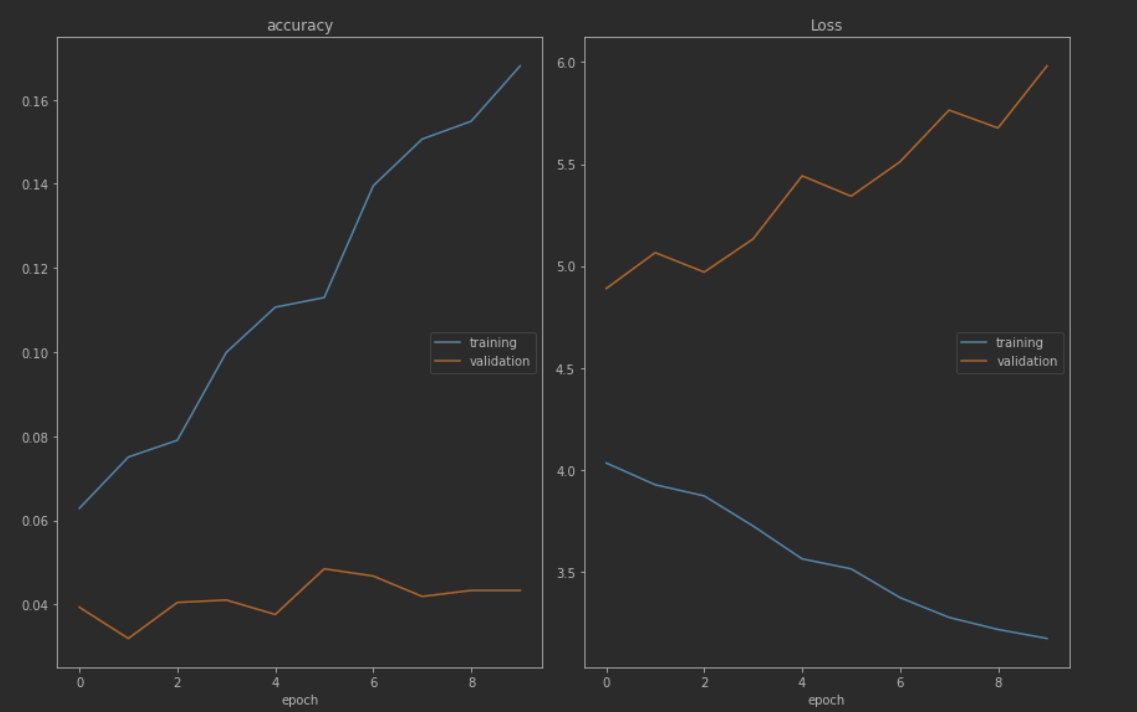 accuracy
0.16
0.14
0.12
0.10
0.08
0.06
0.04
training
validation
0 2 4 6 8
epoch
Loss
6.0
5.5
5.0
4.5
4.0
3.5
training
validation
0 2 4 6 8
epoch